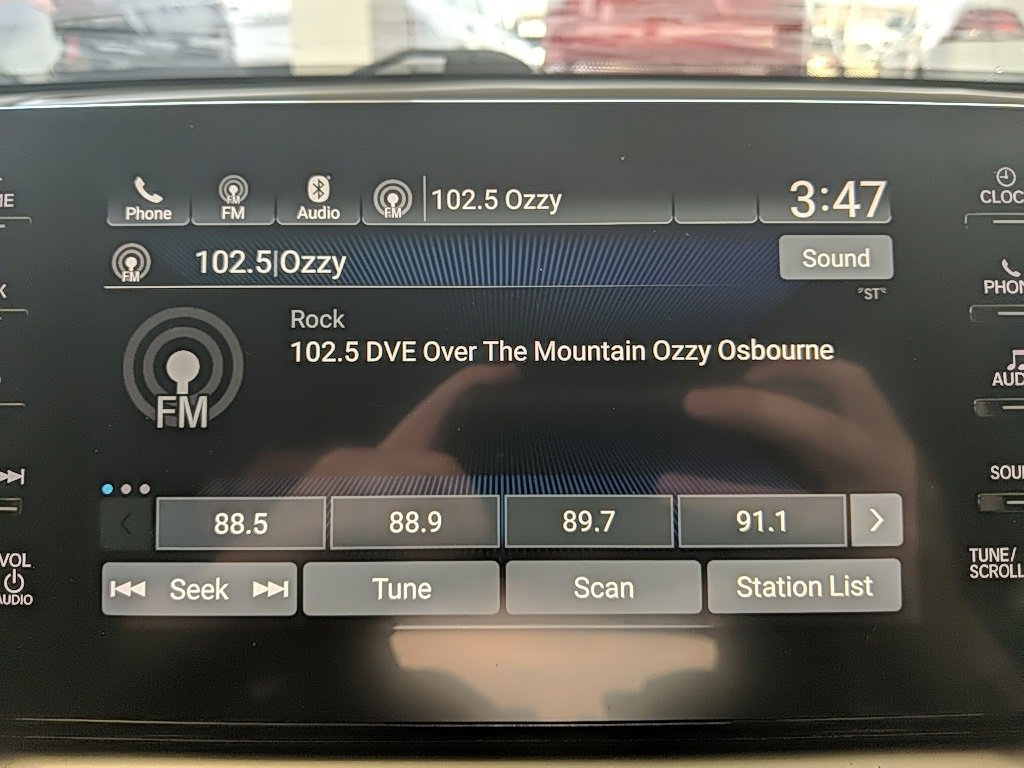 Phone
FM
FM
Audio
FM
102.5 Ozzy
3:47
FM
102.5|Ozzy
Sound
"ST"
Rock
102.5 DVE Over The Mountain Ozzy Osbourne
FM
88.5
88.9
89.7
91.1
Seek
Tune
Scan
Station List
VOL
AUDIO
CLOC
PHON
AUD
SOU
TUNE/
SCROLL